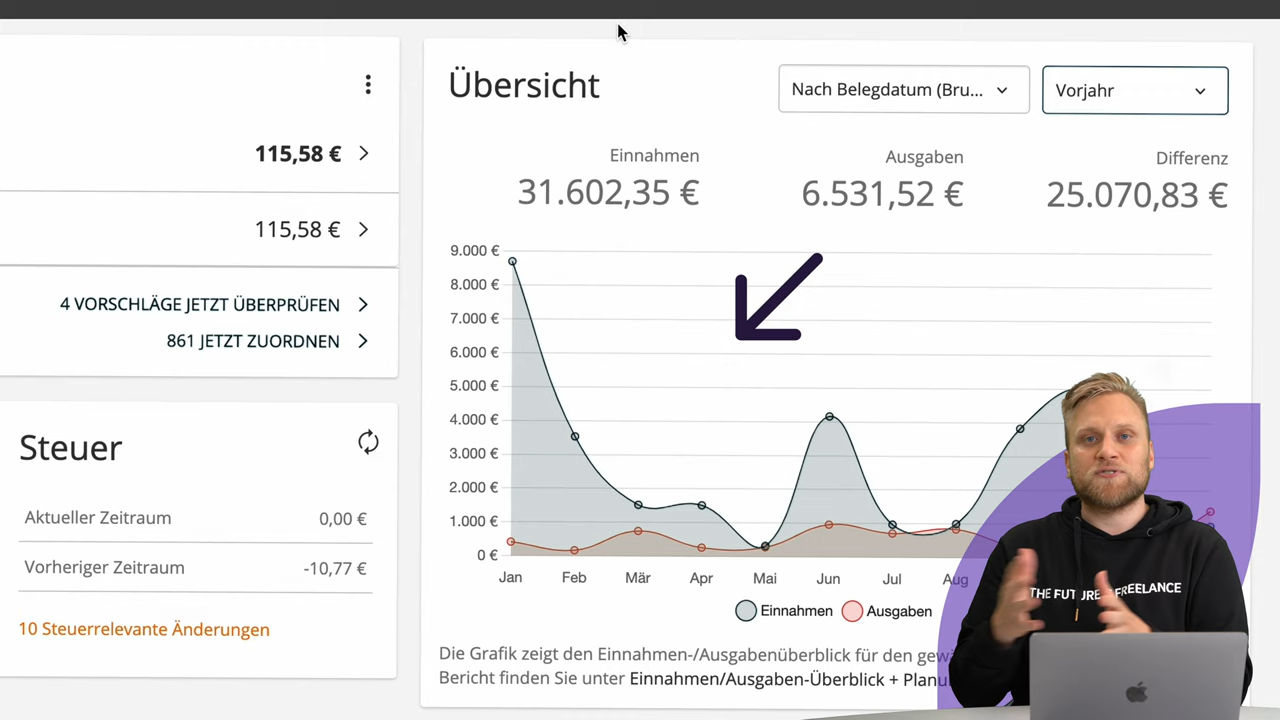 115,58 €
115,58 €
4 VORSCHLÄGE JETZT ÜBERPRÜFEN
861 JETZT ZUORDNEN
Steuer
Aktueller Zeitraum 0,00 €
Vorheriger Zeitraum -10,77 €
10 Steuerrelevante Änderungen
Übersicht
Nach Belegdatum (Bru...
Vorjahr
Einnahmen Ausgaben Differenz
31.602,35 € 6.531,52 € 25.070,83 €
9.000 €
8.000 €
7.000 €
6.000 €
5.000 €
4.000 €
3.000 €
2.000 €
1.000 €
0 €
Jan Feb Mär Apr Mai Jun Jul Aug
Einnahmen Ausgaben
Die Grafik zeigt den Einnahmen-/Ausgabenüberblick für den
Bericht finden Sie unter Einnahmen/Ausgaben-Überblick +
THE FUTURE FREELANCE